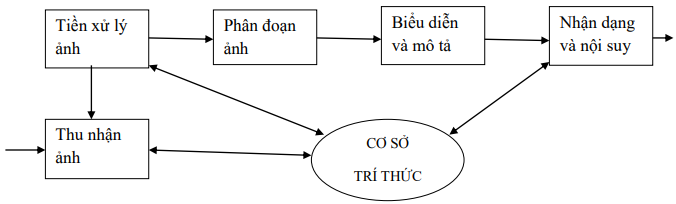 Tiền xử lý
ảnh
Phân đoạn
ảnh
Biểu diễn
và mô tả
Nhận dạng
và nội suy
Thu nhận
ảnh
CƠ SỞ
TRÍ THỨC